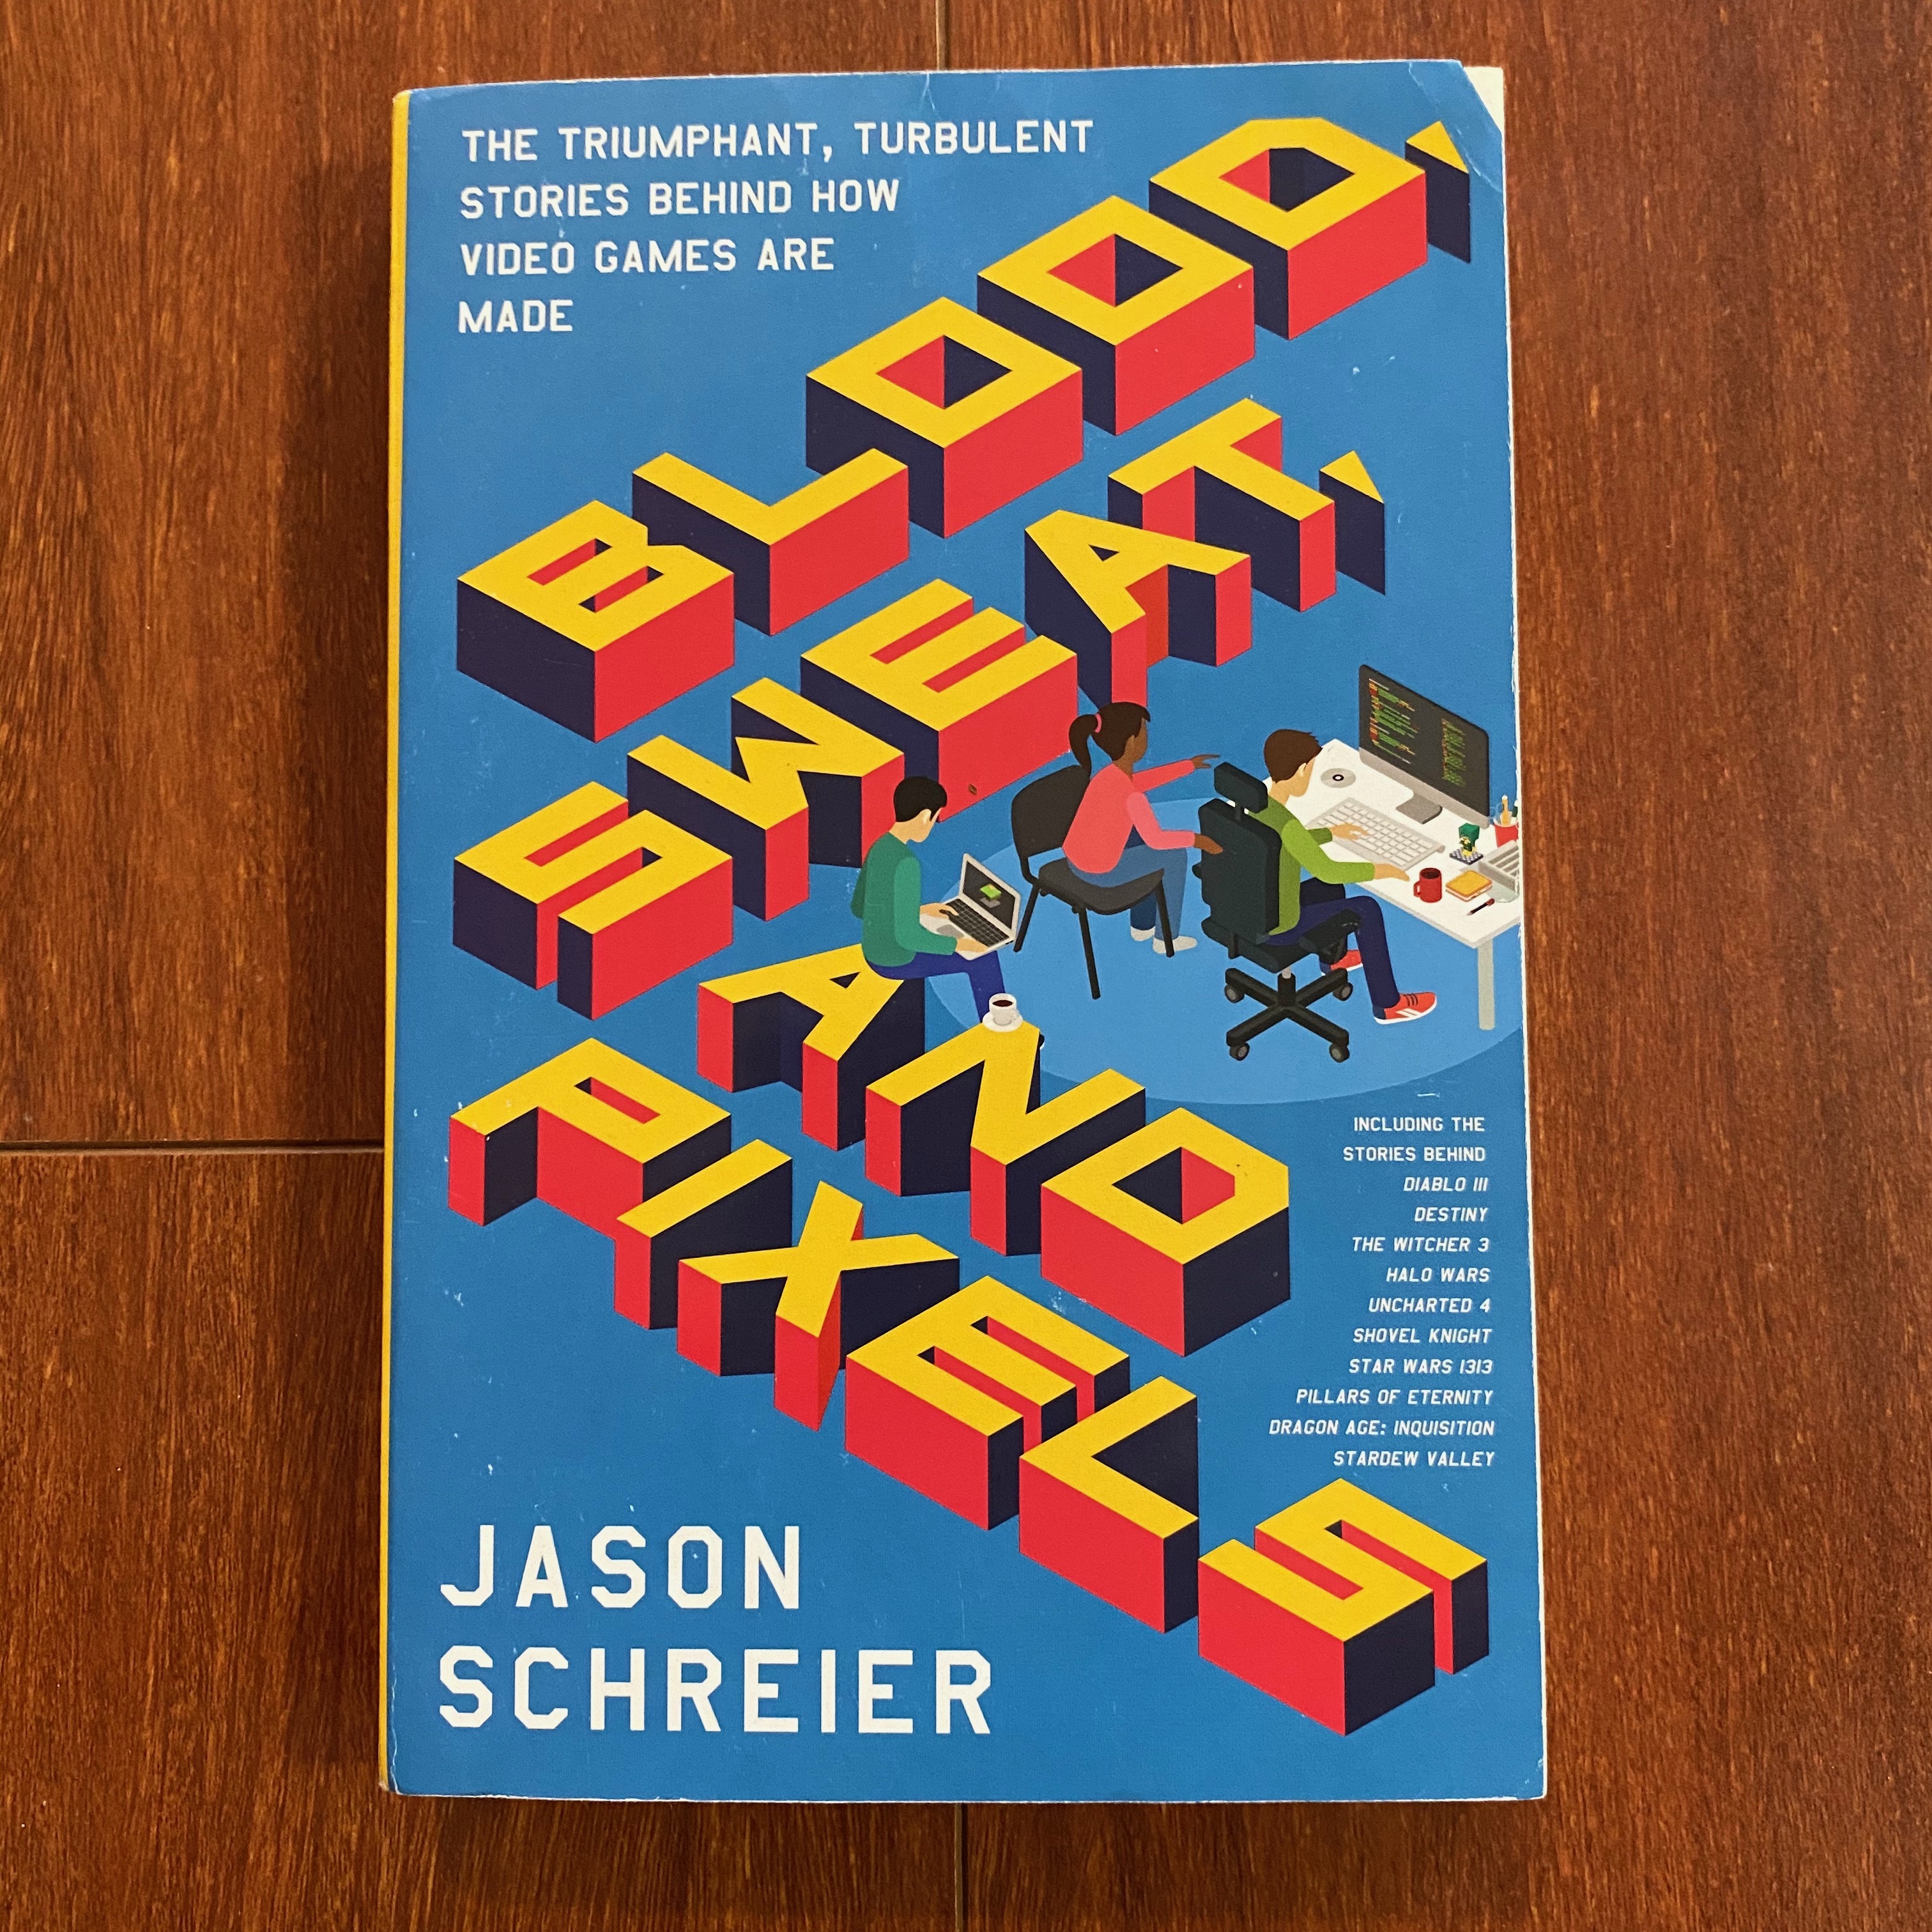 THE TRIUMPHANT, TURBULENT
STORIES BEHIND HOW
VIDEO GAMES ARE
MADE
BLOOD,
SWEAT,
AND
PIXELS
INCLUDING THE
STORIES BEHIND
DIABLO III
DESTINY
THE WITCHER 3
HALO WARS
UNCHARTED 4
SHOVEL KNIGHT
STAR WARS 1313
PILLARS OF ETERNITY
DRAGON AGE: INQUISITION
STARDEW VALLEY
JASON
SCHREIER